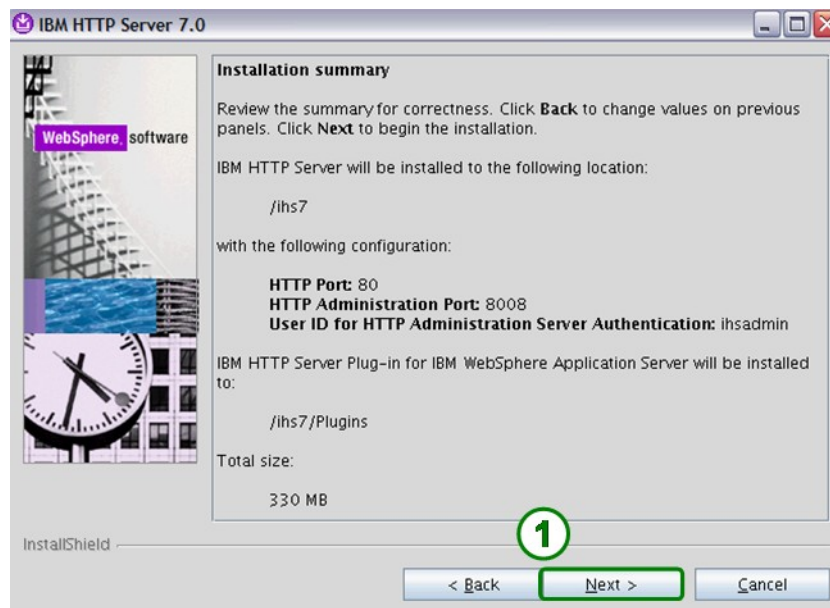 IBM HTTP Server 7.0
WebSphere. software
Installation summary
Review the summary for correctness. Click Back to change values on previous
panels. Click Next to begin the installation.
IBM HTTP Server will be installed to the following location:
/ihs7
with the following configuration:
HTTP Port: 80
HTTP Administration Port: 8008
User ID for HTTP Administration Server Authentication: ihsadmin
IBM HTTP Server Plug-in for IBM WebSphere Application Server will be installed
to:
/ihs7/Plugins
Total size:
330 MB
InstallShield
1
< Back Next > Cancel